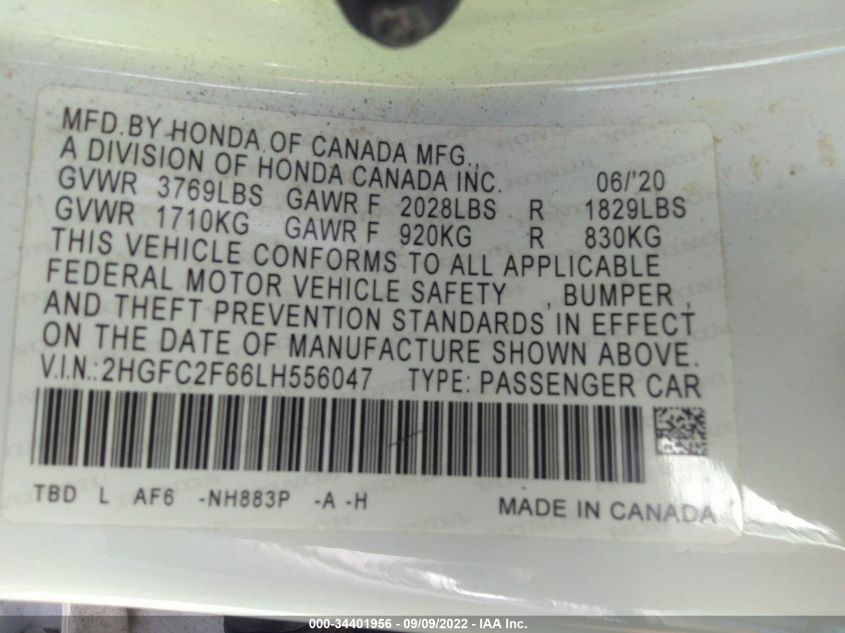 MFD.BY HONDA OF CANADA MFG.,
A DIVISION OF HONDA CANADA INC. 06/'20
GVWR 3769LBS GAWR F 2028LBS R 1829LBS
GVWR 1710KG GAWR F 920KG R 830KG
THIS VEHICLE CONFORMS TO ALL APPLICABLE
FEDERAL MOTOR VEHICLE SAFETY , BUMPER ,
AND THEFT PREVENTION STANDARDS IN EFFECT
ON THE DATE OF MANUFACTURE SHOWN ABOVE.
V.I.N.:2HGFC2F66LH556047 TYPE: PASSENGER CAR
TBD L AF6 -NH883P -A -H MADE IN CANADA
000-34401956 - 09/09/2022 - IAA Inc.